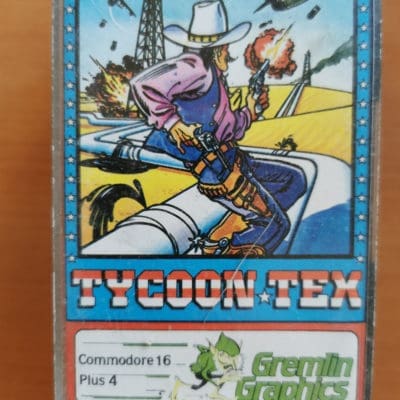 TYCOON★TEX
Commodore 16
Plus 4
Gremlin
Graphics